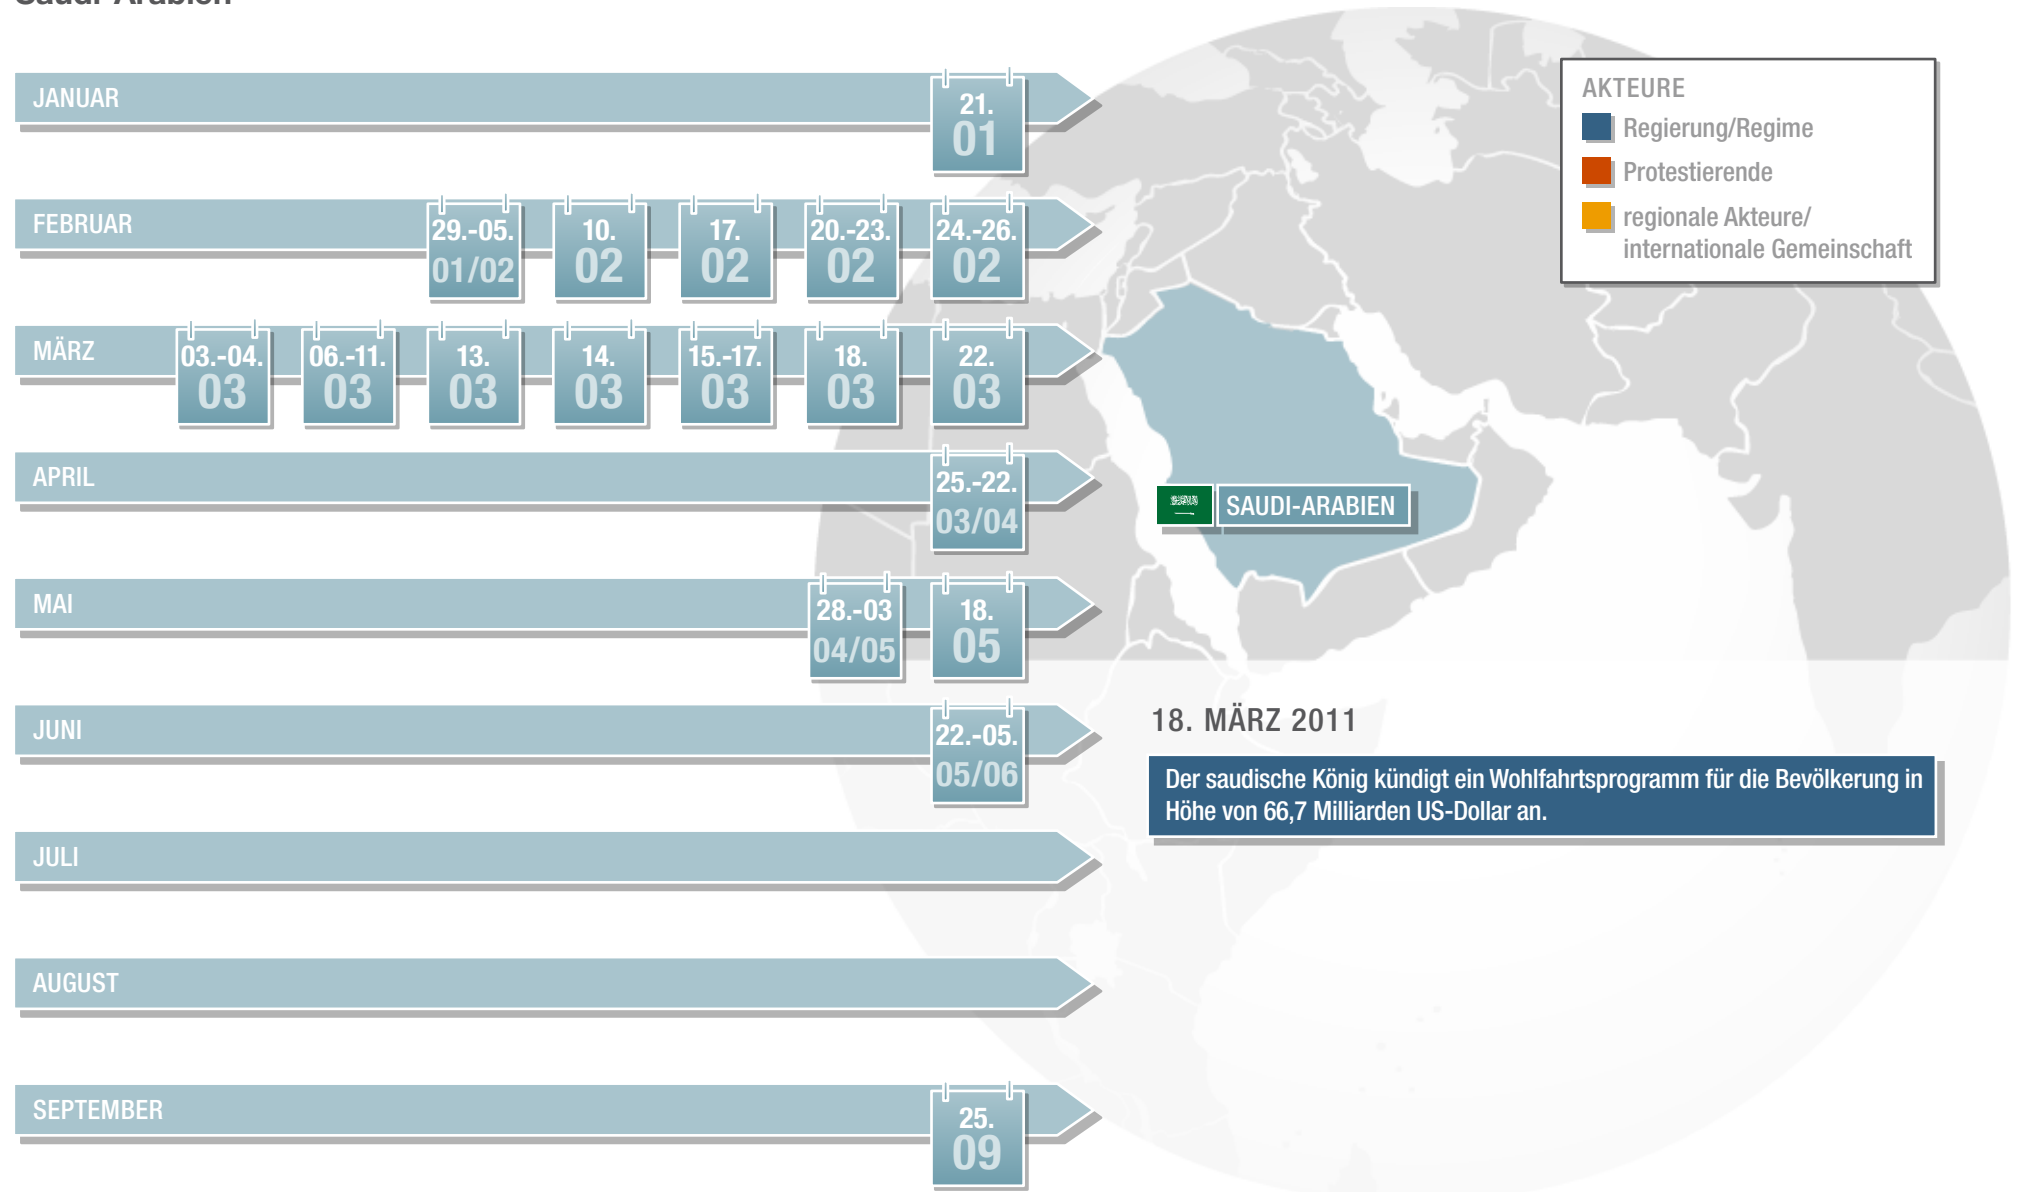 Saudi-Arabien
JANUAR
21.
01
FEBRUAR
29.-05.
01/02
10.
02
17.
02
20.-23.
02
24.-26.
02
MÄRZ
03.-04.
03
06.-11.
03
13.
03
14.
03
15.-17.
03
18.
03
22.
03
APRIL
25.-22.
03/04
MAI
28.-03
04/05
18.
05
JUNI
22.-05.
05/06
JULI
AUGUST
SEPTEMBER
25.
09
AKTEURE
Regierung/Regime
Protestierende
regionale Akteure/
internationale Gemeinschaft
SAUDI-ARABIEN
18. MÄRZ 2011
Der saudische König kündigt ein Wohlfahrtsprogramm für die Bevölkerung in
Höhe von 66,7 Milliarden US-Dollar an.